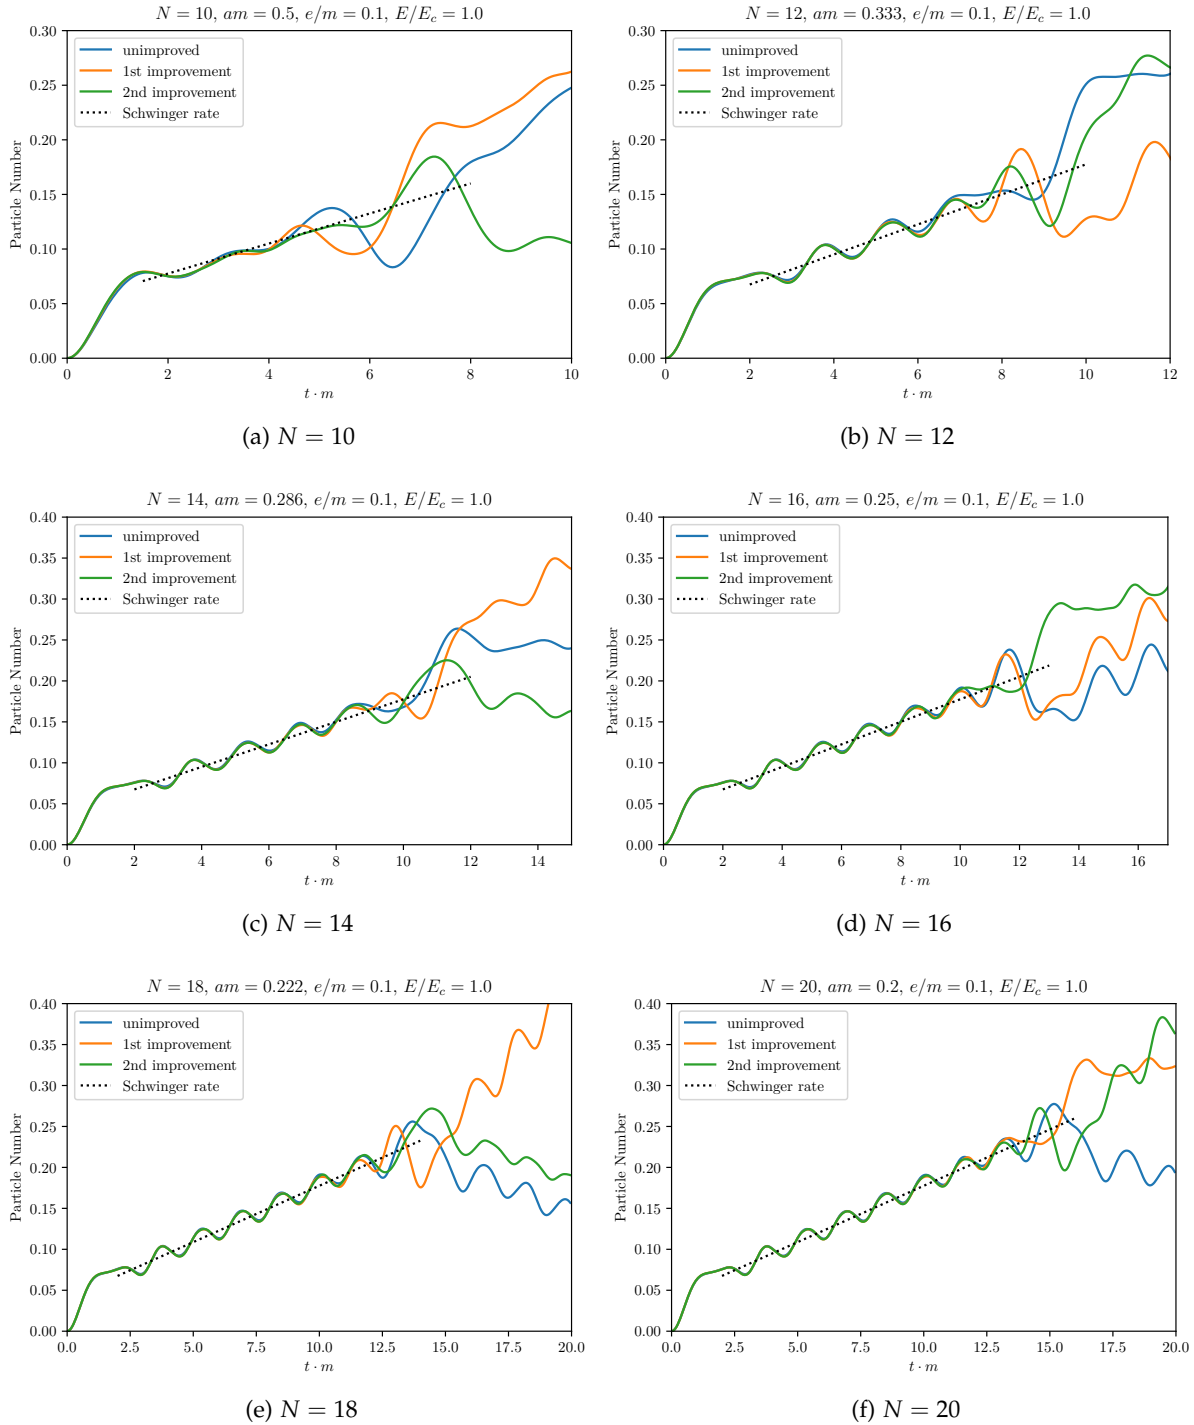 N = 10, am = 0.5, e/m = 0.1, E/E_c = 1.0
0.30
0.25
0.20
0.15
0.10
0.05
0.00
Particle Number
unimproved
1st improvement
2nd improvement
Schwinger rate
0 2 4 6 8 10
t · m
(a) N = 10
N = 12, am = 0.333, e/m = 0.1, E/E_c = 1.0
0.30
0.25
0.20
0.15
0.10
0.05
0.00
Particle Number
unimproved
1st improvement
2nd improvement
Schwinger rate
0 2 4 6 8 10 12
t · m
(b) N = 12
N = 14, am = 0.286, e/m = 0.1, E/E_c = 1.0
0.40
0.35
0.30
0.25
0.20
0.15
0.10
0.05
0.00
Particle Number
unimproved
1st improvement
2nd improvement
Schwinger rate
0 2 4 6 8 10 12 14
t · m
(c) N = 14
N = 16, am = 0.25, e/m = 0.1, E/E_c = 1.0
0.40
0.35
0.30
0.25
0.20
0.15
0.10
0.05
0.00
Particle Number
unimproved
1st improvement
2nd improvement
Schwinger rate
0 2 4 6 8 10 12 14 16
t · m
(d) N = 16
N = 18, am = 0.222, e/m = 0.1, E/E_c = 1.0
0.40
0.35
0.30
0.25
0.20
0.15
0.10
0.05
0.00
Particle Number
unimproved
1st improvement
2nd improvement
Schwinger rate
0.0 2.5 5.0 7.5 10.0 12.5 15.0 17.5 20.0
t · m
(e) N = 18
N = 20, am = 0.2, e/m = 0.1, E/E_c = 1.0
0.40
0.35
0.30
0.25
0.20
0.15
0.10
0.05
0.00
Particle Number
unimproved
1st improvement
2nd improvement
Schwinger rate
0.0 2.5 5.0 7.5 10.0 12.5 15.0 17.5 20.0
t · m
(f) N = 20